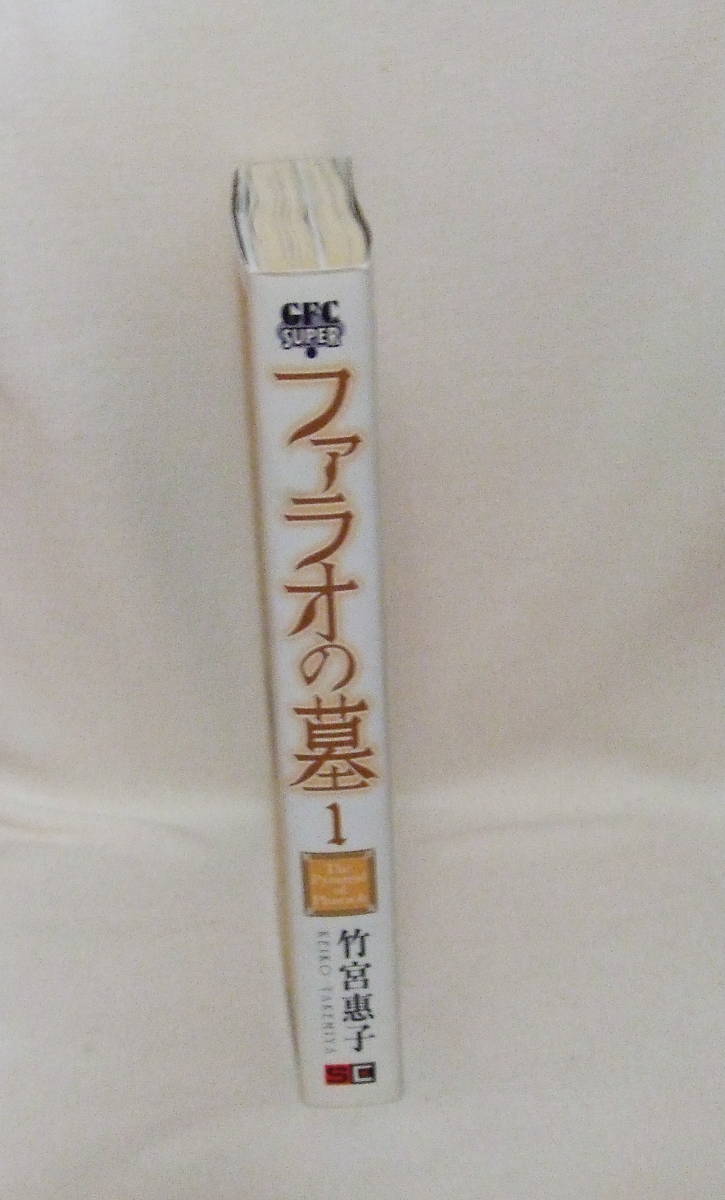 GFC
SUPER
ファラオの墓
1
The
Pyramid
of
Pharaoh
竹宮惠子
KEIKO TAKEMIYA
SC